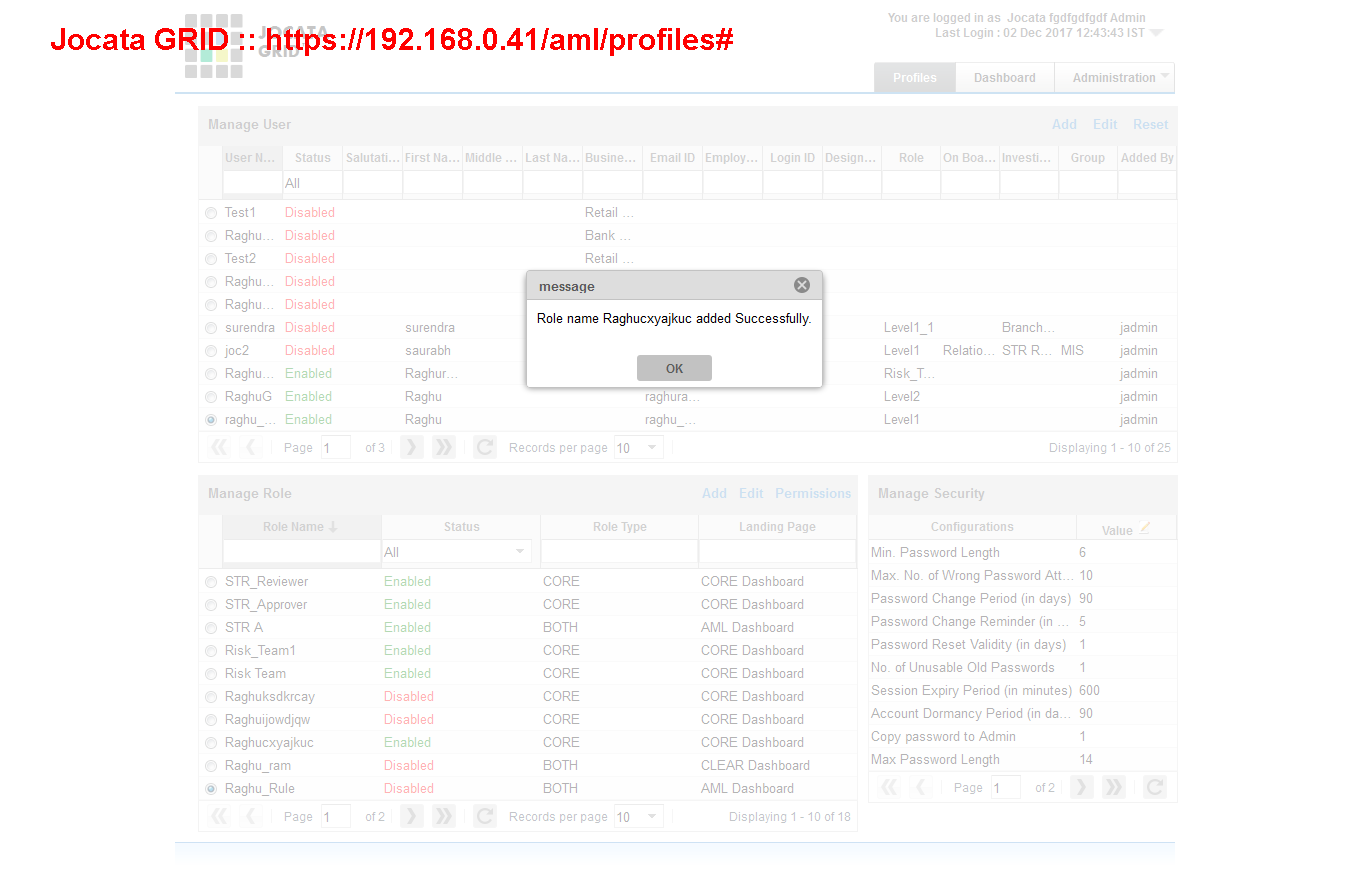 You are logged in as Jocata fgdfgdfgdf Admin
Last Login : 02 Dec 2017 12:43:43 IST
JOCATA
GRID
Jocata GRID :: https://192.168.0.41/aml/profiles#
Profiles Dashboard Administration
Manage User Add Edit Reset
User N... Status Salutati... First Na... Middle ... Last Na... Busine... Email ID Employ... Login ID Design... Role On Boa... Investi... Group Added By
All
Test1 Disabled Retail ...
Raghu... Disabled Bank ...
Test2 Disabled Retail ...
Raghu... Disabled
Raghu... Disabled
surendra Disabled surendra Level1_1 Branch... jadmin
joc2 Disabled saurabh Level1 Relatio... STR R... MIS jadmin
Raghu... Enabled Raghur... Risk_T... jadmin
RaghuG Enabled Raghu raghura... Level2 jadmin
raghu_... Enabled Raghu raghu_... Level1 jadmin
message
Role name Raghucxyajkuc added Successfully.
OK
Page 1 of 3 Records per page 10 Displaying 1 - 10 of 25
Manage Role Add Edit Permissions
Role Name Status Role Type Landing Page
All
STR_Reviewer Enabled CORE CORE Dashboard
STR_Approver Enabled CORE CORE Dashboard
STR A Enabled BOTH AML Dashboard
Risk_Team1 Enabled CORE CORE Dashboard
Risk Team Enabled CORE CORE Dashboard
Raghuksdkrcay Disabled CORE CORE Dashboard
Raghuijowdjqw Disabled CORE CORE Dashboard
Raghucxyajkuc Enabled CORE CORE Dashboard
Raghu_ram Disabled BOTH CLEAR Dashboard
Raghu_Rule Disabled BOTH AML Dashboard
Page 1 of 2 Records per page 10 Displaying 1 - 10 of 18
Manage Security
Configurations Value
Min. Password Length 6
Max. No. of Wrong Password Att... 10
Password Change Period (in days) 90
Password Change Reminder (in ... 5
Password Reset Validity (in days) 1
No. of Unusable Old Passwords 1
Session Expiry Period (in minutes) 600
Account Dormancy Period (in da... 90
Copy password to Admin 1
Max Password Length 14
Page 1 of 2